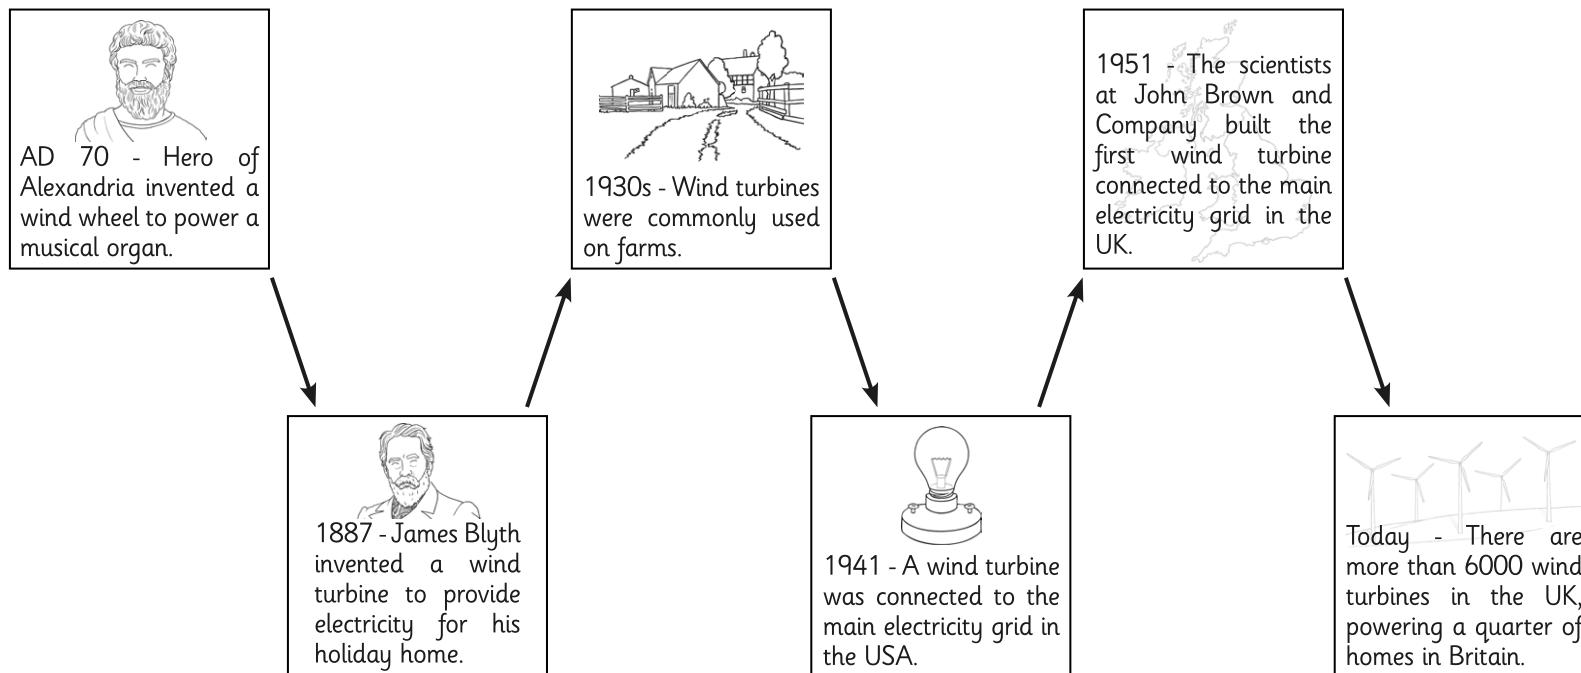 AD 70 - Hero of
Alexandria invented a
wind wheel to power a
musical organ.
1887 - James Blyth
invented a wind
turbine to provide
electricity for his
holiday home.
1930s - Wind turbines
were commonly used
on farms.
1941 - A wind turbine
was connected to the
main electricity grid in
the USA.
1951 - The scientists
at John Brown and
Company built the
first wind turbine
connected to the main
electricity grid in the
UK.
Today - There are
more than 6000 wind
turbines in the UK,
powering a quarter of
homes in Britain.